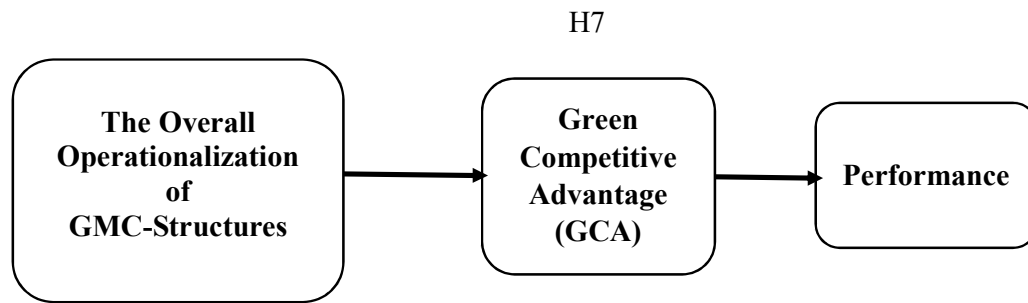 H7
The Overall
Operationalization
of
GMC-Structures
Green
Competitive
Advantage
(GCA)
Performance